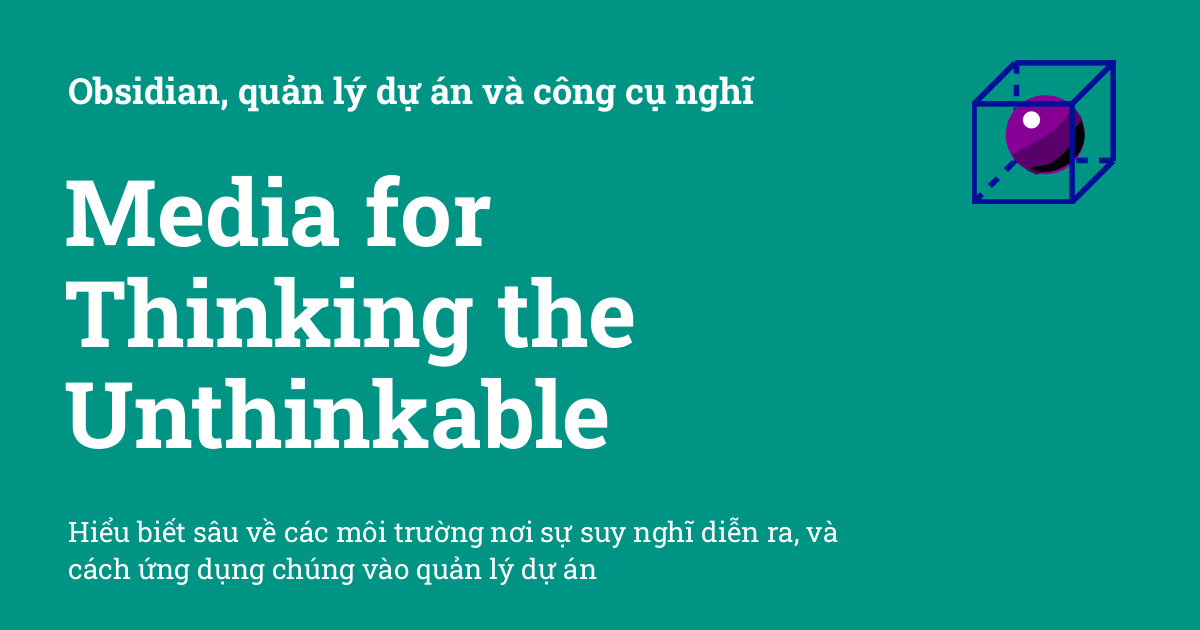 Obsidian, quản lý dự án và công cụ nghĩ
Media for
Thinking the
Unthinkable
Hiểu biết sâu về các môi trường nơi sự suy nghĩ diễn ra, và
cách ứng dụng chúng vào quản lý dự án